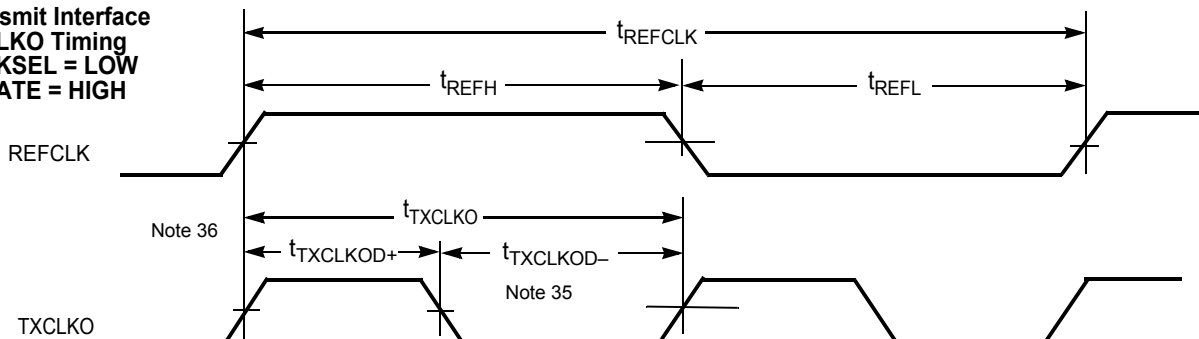 smit Interface
LKO Timing
KSEL = LOW
ATE = HIGH
tREFCLK
tREFH
tREFL
REFCLK
Note 36
tTXCLKO
tTXCLKOD+
tTXCLKOD–
Note 35
TXCLKO